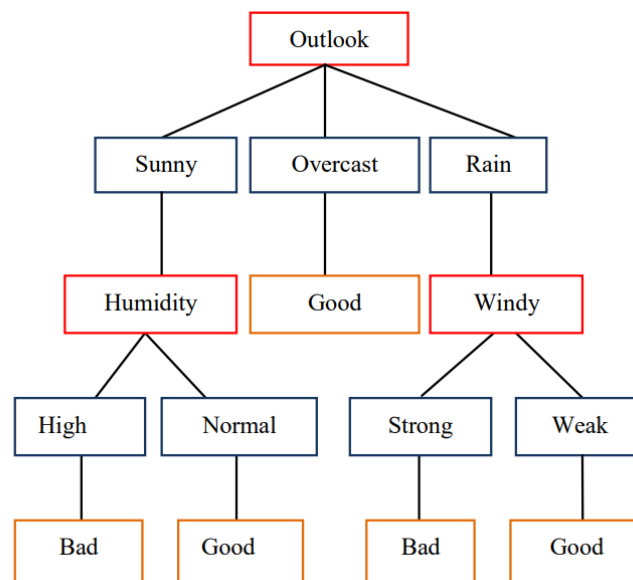 Outlook
Sunny Overcast Rain
Humidity Good Windy
High Normal Strong Weak
Bad Good Bad Good